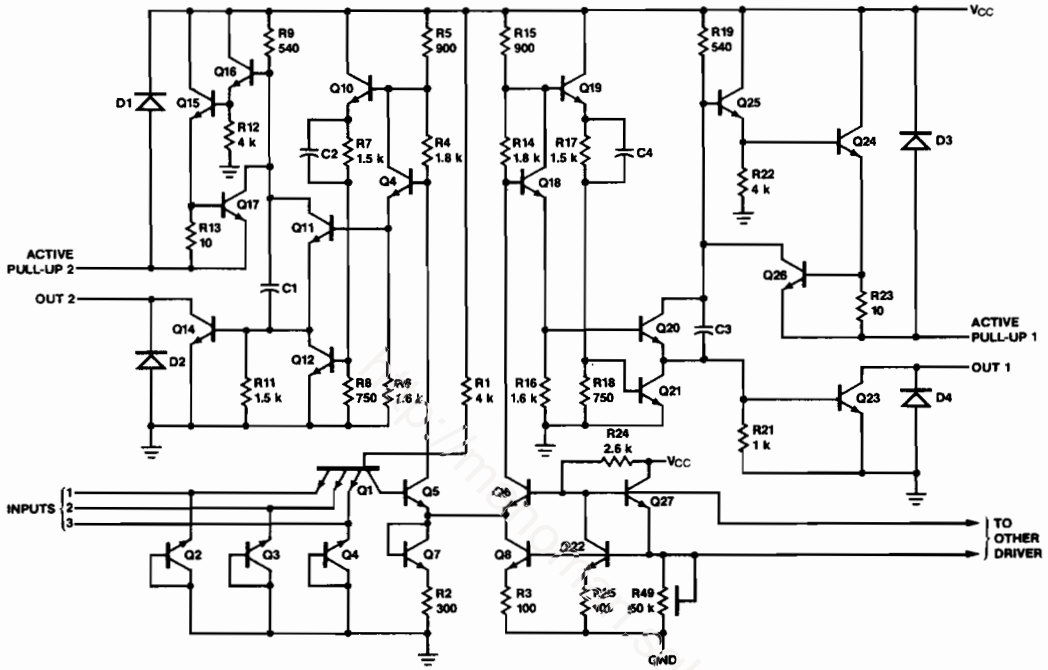 VCC
R9
540
R5
900
R15
900
R19
540
Q16
Q10
Q19
Q15
Q25
D1
R12
4 k
C2
R7
1.5 k
R4
1.8 k
R14
1.8 k
R17
1.5 k
C4
Q24
D3
Q4
Q18
R22
4 k
Q17
R13
10
Q11
ACTIVE
PULL-UP 2
Q26
C1
R23
10
OUT 2
ACTIVE
PULL-UP 1
Q14
Q20
C3
D2
Q12
OUT 1
R11
1.5 k
R8
750
1.6 k
R1
4 k
R16
1.6 k
R18
750
Q21
Q23
D4
R24
2.6 k
R21
1 k
VCC
INPUTS
1
2
3
Q1
Q5
Q27
TO
OTHER
DRIVER
Q2
Q3
Q4
Q7
Q8
R2
300
R3
100
R49
50 k
GND